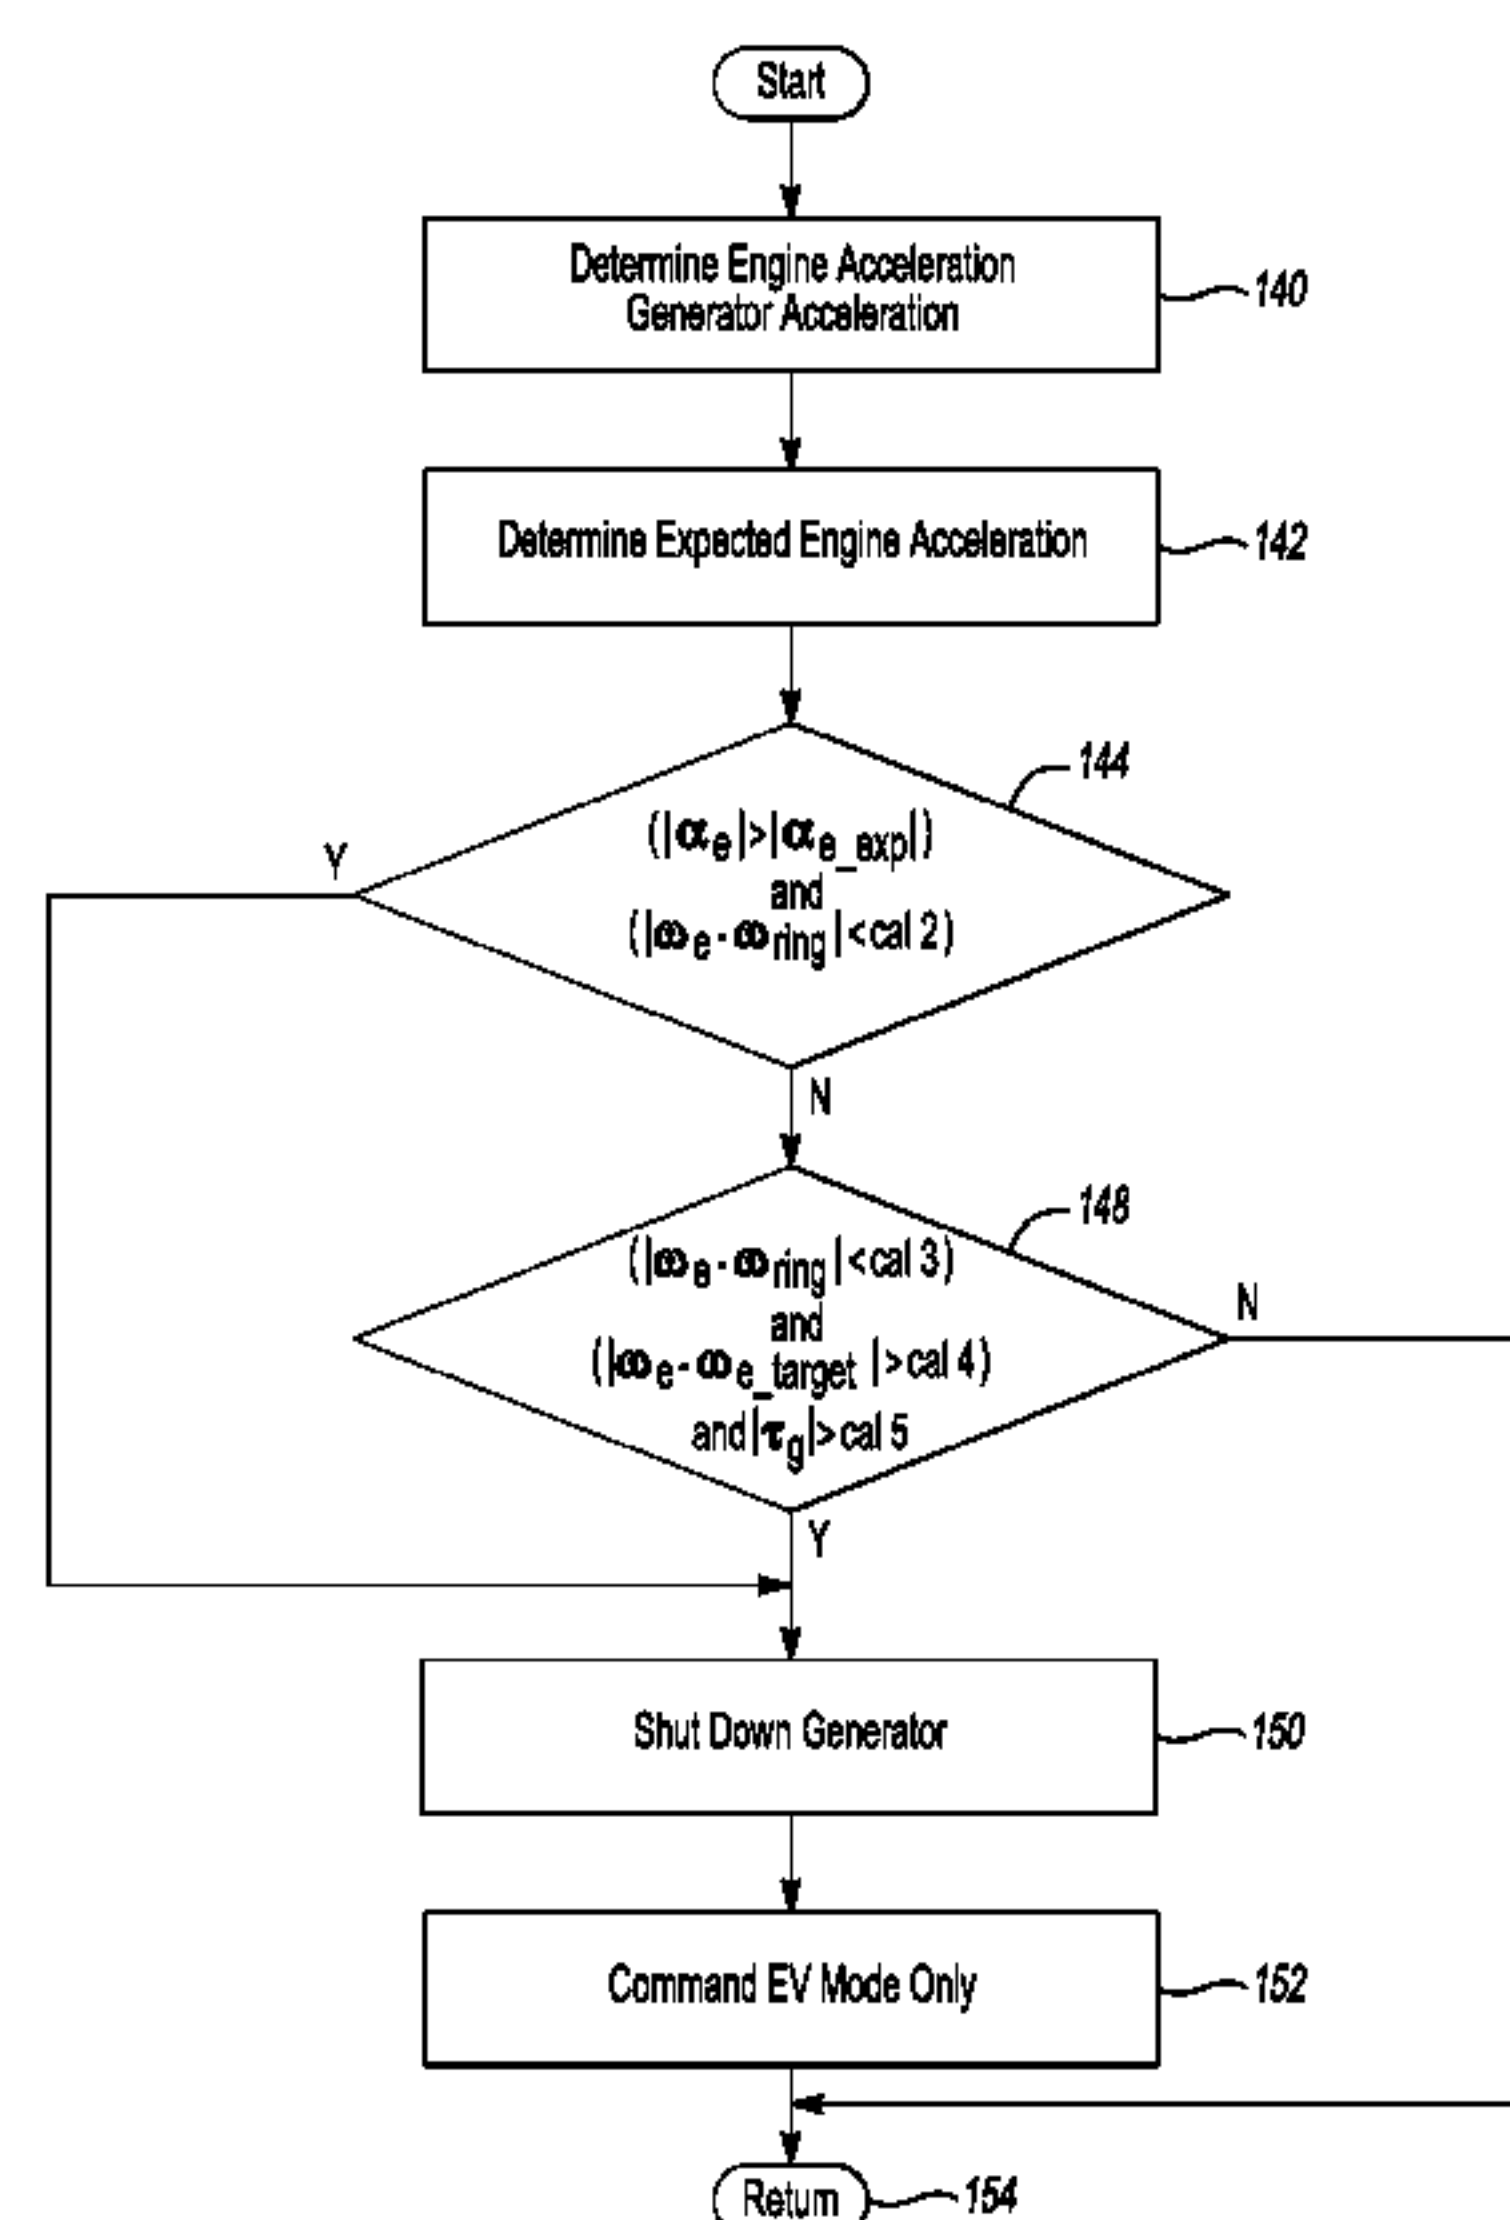 Start
Determine Engine Acceleration
Generator Acceleration
140
Determine Expected Engine Acceleration
142
144
Y
(|αe|>|αe_exp|)
and
(|ωe-ωring|<cal 2)
N
148
(|ωe-ωring|<cal 3)
and
(|ωe-ωe_target|>cal 4)
and|τg|>cal 5
N
Y
Shut Down Generator
150
Command EV Mode Only
152
Return
154